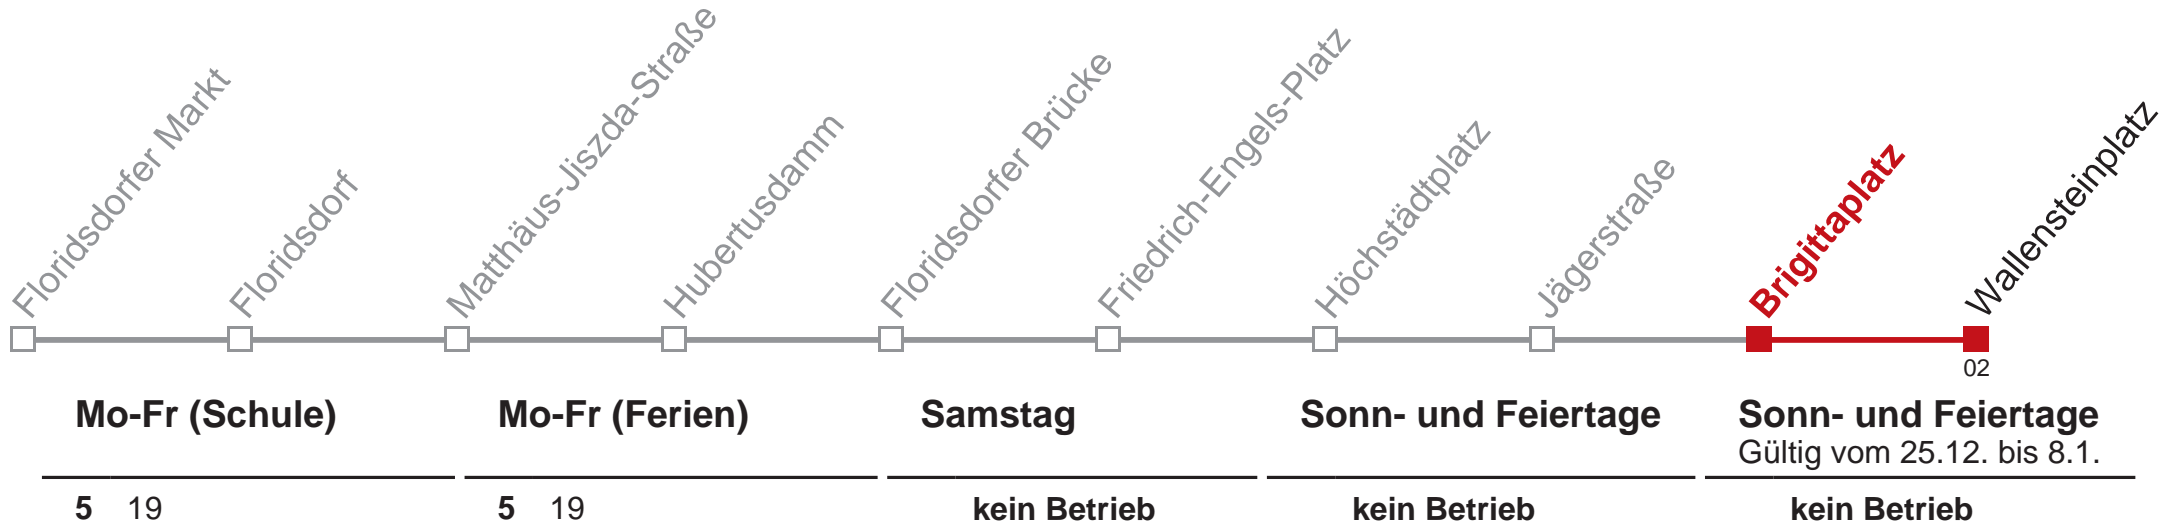 Floridsdorfer Markt
Floridsdorf
Matthäus-Jiszda-Straße
Hubertusdamm
Floridsdorfer Brücke
Friedrich-Engels-Platz
Höchstädtplatz
Jägerstraße
Brigittaplatz
Wallensteinplatz
02
Mo-Fr (Schule)
5 19
Mo-Fr (Ferien)
5 19
Samstag
kein Betrieb
Sonn- und Feiertage
kein Betrieb
Sonn- und Feiertage
Gültig vom 25.12. bis 8.1.
kein Betrieb